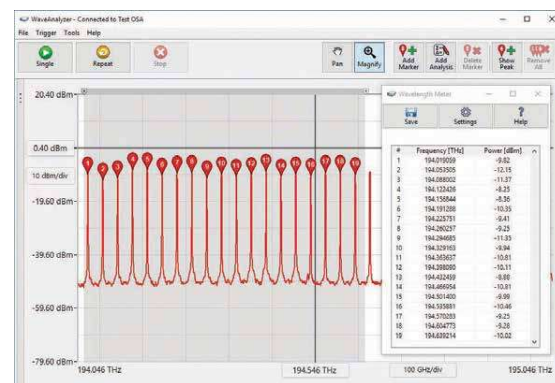 WaveAnalyzer - Connected to Test OSA
File Trigger Tools Help
Single Repeat Stop Pan Magnify Add Marker Add Analysis Delete Marker Show Peak Remove All
20.40 dBm
0.40 dBm
10 dBm/div
-19.60 dBm
-39.60 dBm
-59.60 dBm
-79.60 dBm
1 2 3 4 5 6 7 8 9 10 11 12 13 14 15 16 17 18 19
194.046 THz 194.546 THz 100 GHz/div 195.046 THz
Wavelength Meter
Save Settings Help
# Frequency [THz] Power [dBm]
1 194.019059 -9.82
2 194.053505 -12.15
3 194.088002 -11.37
4 194.122426 -8.25
5 194.156844 -8.36
6 194.191288 -10.35
7 194.225751 -9.41
8 194.260257 -9.25
9 194.294685 -11.35
10 194.329163 -9.94
11 194.363637 -10.81
12 194.398090 -10.11
13 194.432459 -8.88
14 194.466954 -10.81
15 194.501400 -9.99
16 194.535881 -10.46
17 194.570283 -9.25
18 194.604773 -9.28
19 194.639214 -10.02